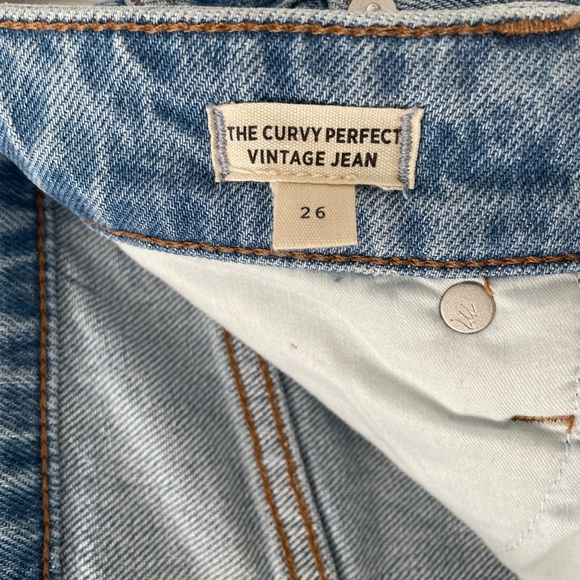 THE CURVY PERFECT
VINTAGE JEAN
26